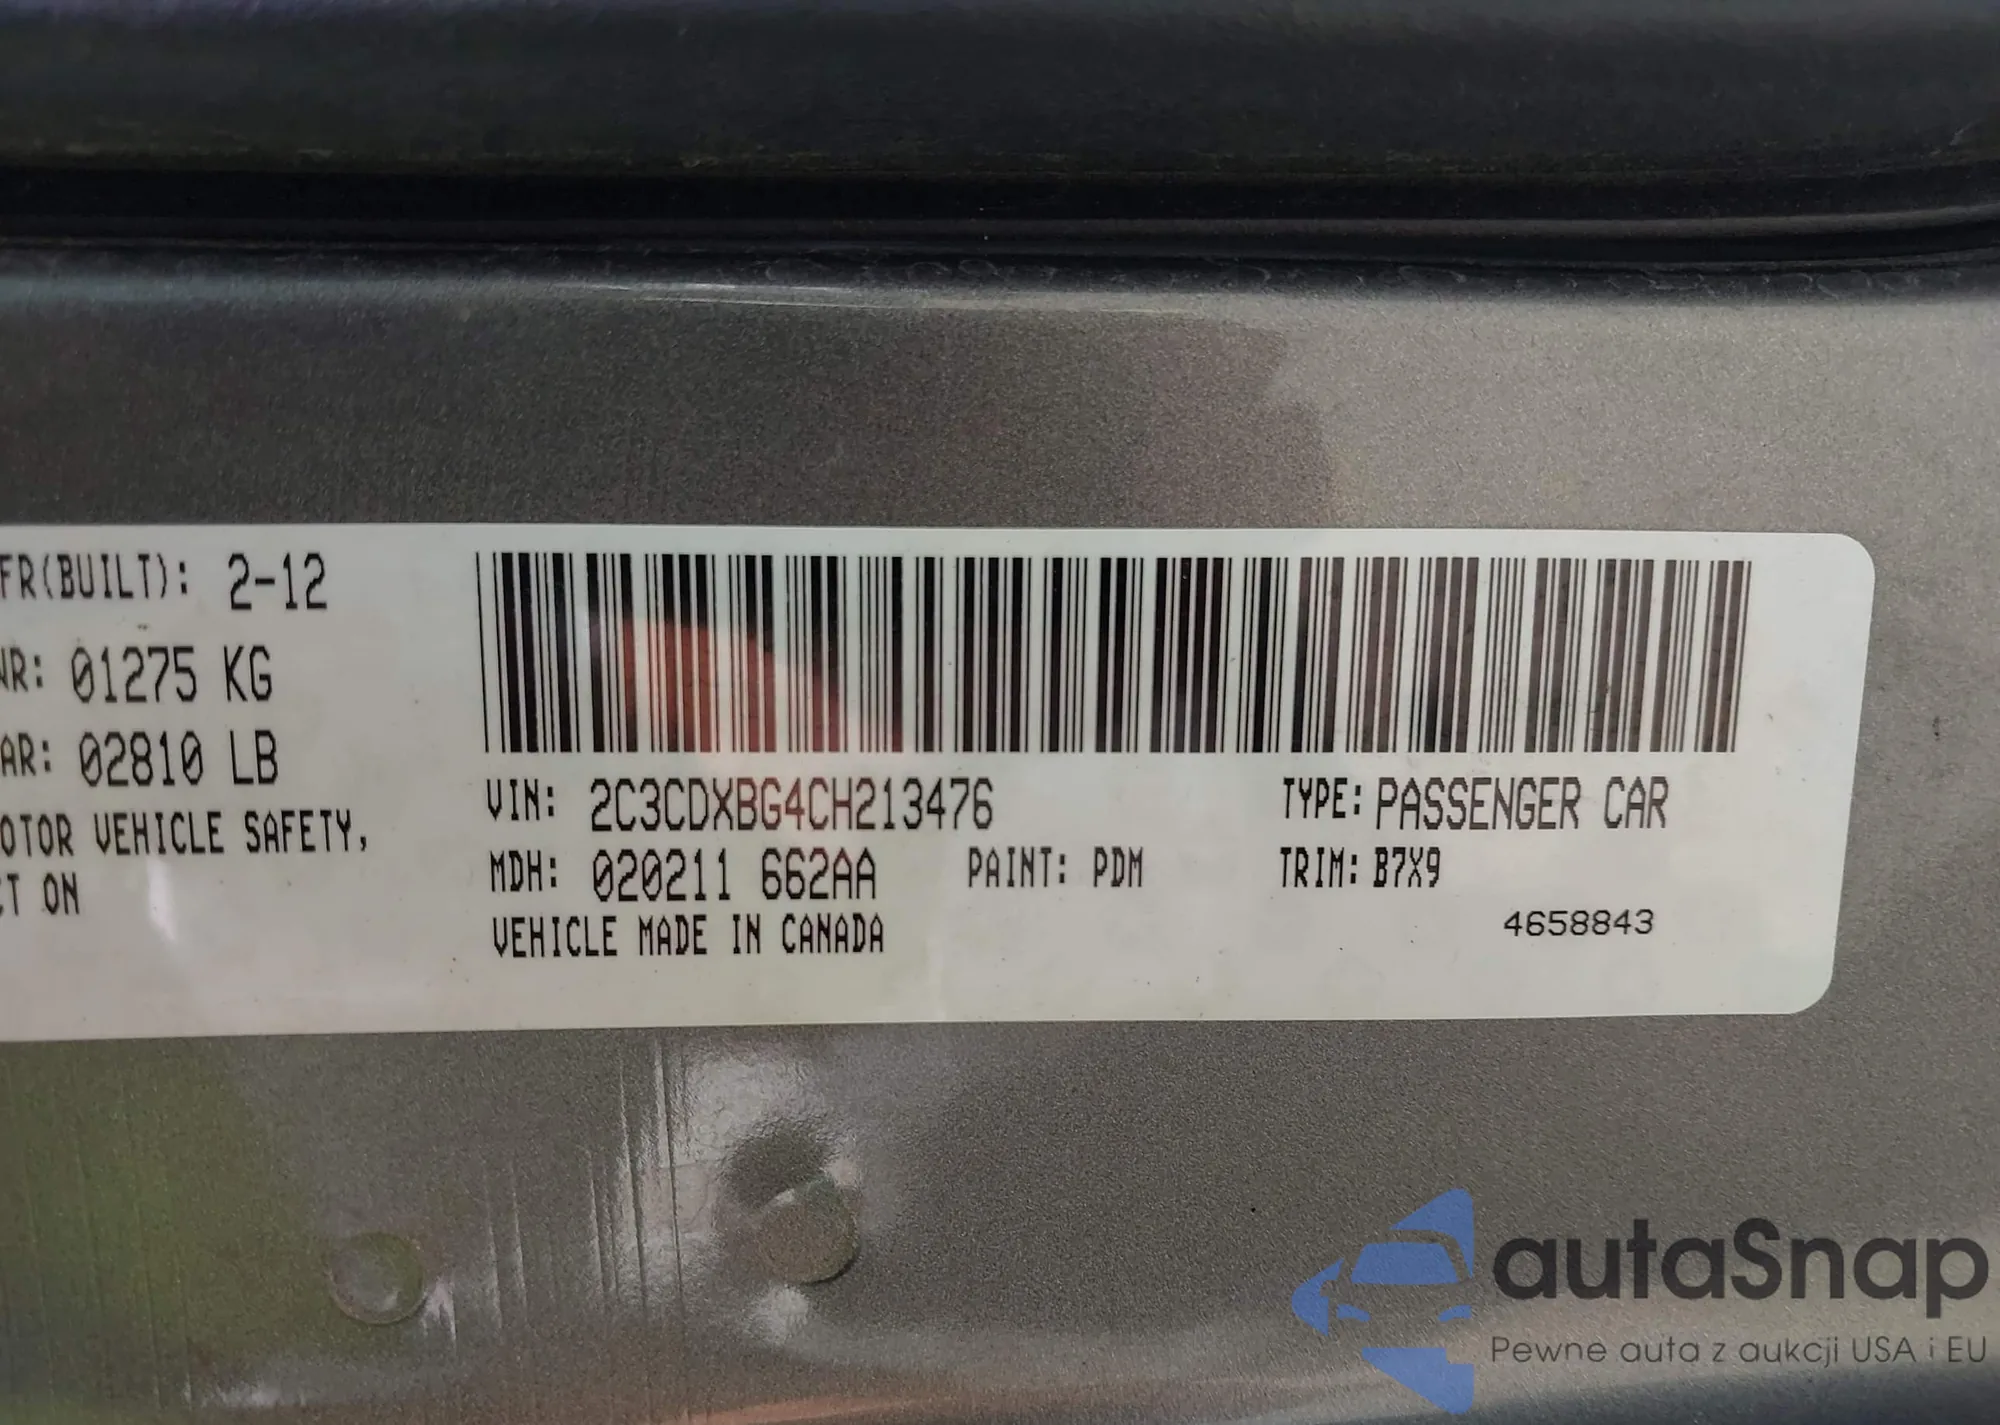 FR(BUILT): 2-12
WR: 01275 KG
AR: 02810 LB
OTOR VEHICLE SAFETY,
CT ON
VIN: 2C3CDXBG4CH213476
TYPE: PASSENGER CAR
MDH: 020211 662AA
PAINT: PDM
TRIM: B7X9
VEHICLE MADE IN CANADA
4658843
autaSnap
Pewne auta z aukcji USA i EU